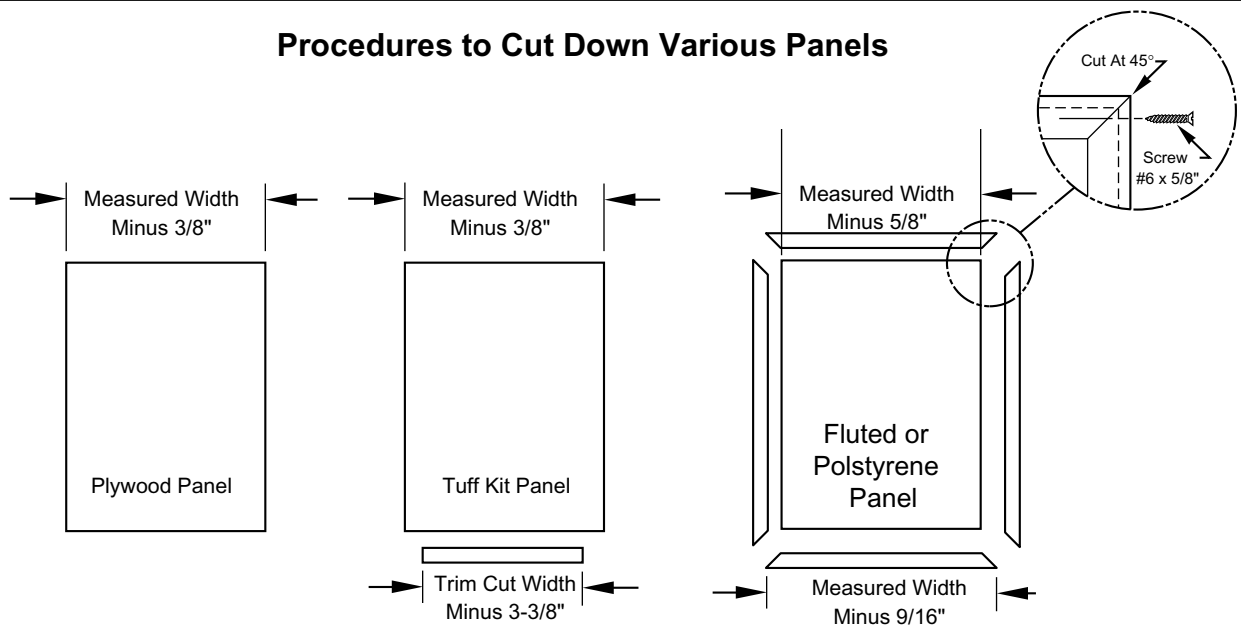 Procedures to Cut Down Various Panels
Cut At 45°
Screw
#6 x 5/8"
Measured Width
Minus 3/8"
Plywood Panel
Measured Width
Minus 3/8"
Tuff Kit Panel
Trim Cut Width
Minus 3-3/8"
Measured Width
Minus 5/8"
Fluted or
Polstyrene
Panel
Measured Width
Minus 9/16"